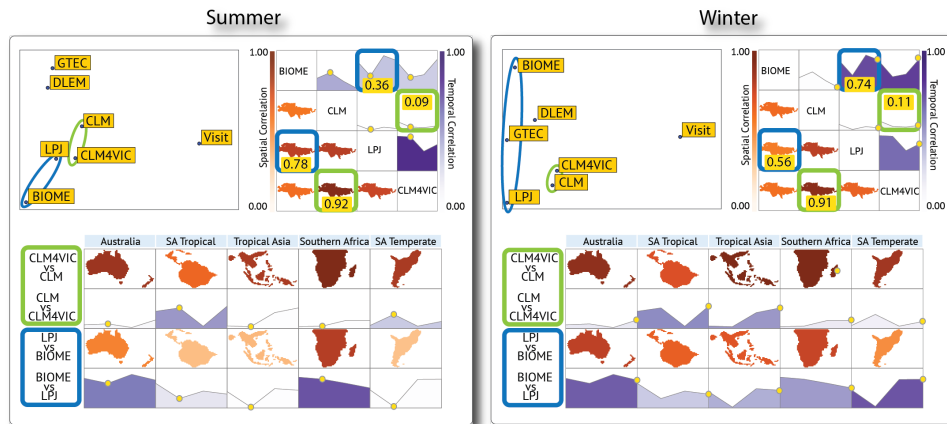 Summer
GTEC
DLEM
CLM
LPJ
CLM4VIC
BIOME
Visit
1.00
Spatial Correlation
0.00
BIOME
0.36
CLM
0.09
0.78
LPJ
0.92
CLM4VIC
1.00
Temporal Correlation
0.00
Australia
SA Tropical
Tropical Asia
Southern Africa
SA Temperate
CLM4VIC
vs
CLM
CLM
vs
CLM4VIC
LPJ
vs
BIOME
BIOME
vs
LPJ
Winter
BIOME
DLEM
GTEC
Visit
CLM4VIC
CLM
LPJ
1.00
Spatial Correlation
0.00
BIOME
0.74
CLM
0.11
0.56
LPJ
0.91
CLM4VIC
1.00
Temporal Correlation
0.00
Australia
SA Tropical
Tropical Asia
Southern Africa
SA Temperate
CLM4VIC
vs
CLM
CLM
vs
CLM4VIC
LPJ
vs
BIOME
BIOME
vs
LPJ